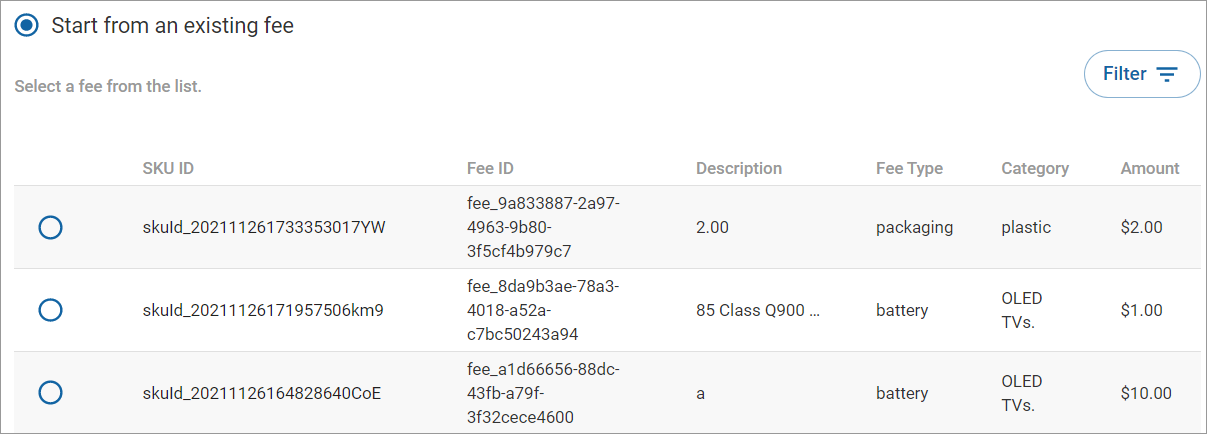 Start from an existing fee
Filter
Select a fee from the list.
SKU ID Fee ID Description Fee Type Category Amount
fee_9a833887-2a97-
skuId_202111261733353017YW 4963-9b80- 2.00 packaging plastic $2.00
3f5cf4b979c7
fee_8da9b3ae-78a3- OLED
skuId_20211126171957506km9 4018-a52a- 85 Class Q900 ... battery TVs. $1.00
c7bc50243a94
fee_a1d66656-88dc- OLED
skuId_20211126164828640CoE 43fb-a79f- a battery TVs. $10.00
3f32cece4600